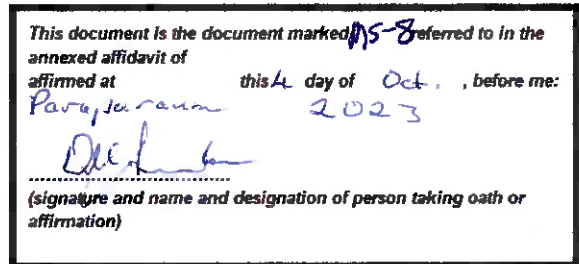 This document is the document marked MS-8 referred to in the
annexed affidavit of
affirmed at this 4 day of Oct. , before me:
Paraparaumu 2023
(signature and name and designation of person taking oath or
affirmation)